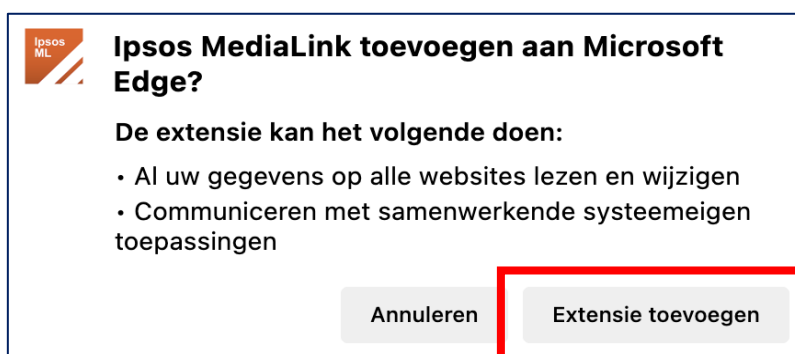 Ipsos
ML
Ipsos MediaLink toevoegen aan Microsoft
Edge?
De extensie kan het volgende doen:
• Al uw gegevens op alle websites lezen en wijzigen
• Communiceren met samenwerkende systeemeigen
toepassingen
Annuleren
Extensie toevoegen